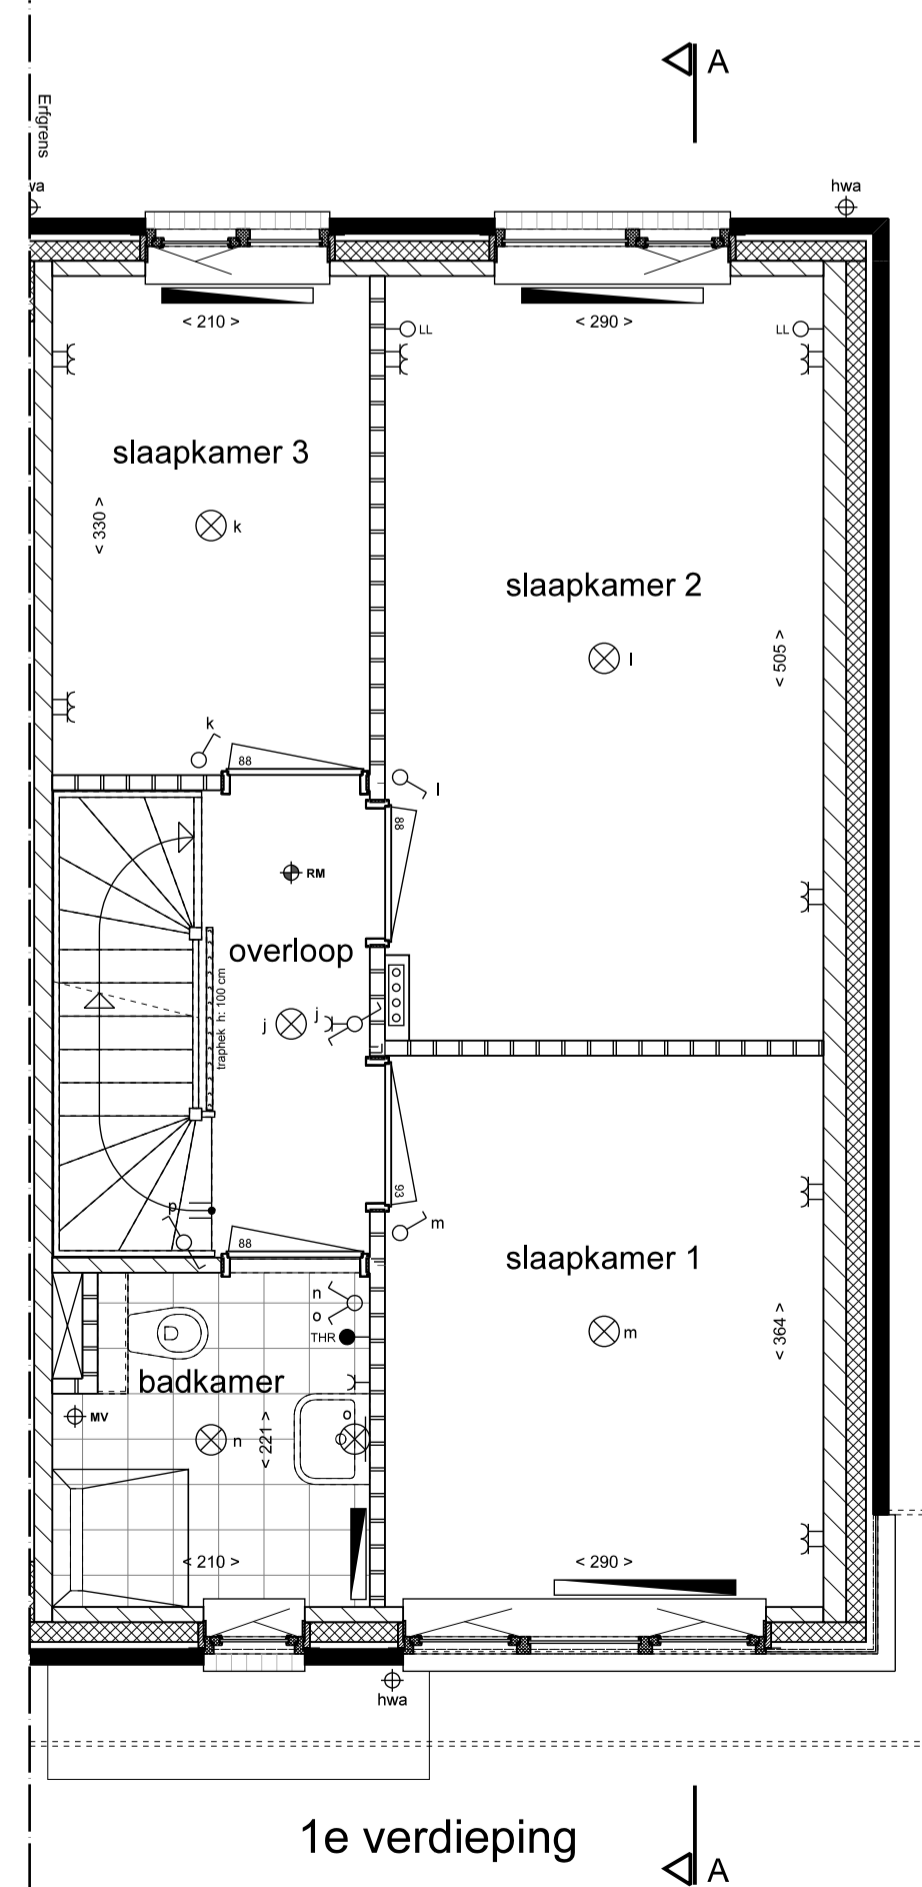 A
Erfgrens
wa
hwa
< 210 >
< 290 >
LL
LL
slaapkamer 3
< 330 >
k
slaapkamer 2
l
< 505 >
k
88
l
88
RM
overloop
traphek h: 100 cm
j
j
93
p
m
88
slaapkamer 1
n
o
THR
m
< 364 >
badkamer
MV
n
< 221 >
o
< 210 >
< 290 >
hwa
1e verdieping
A